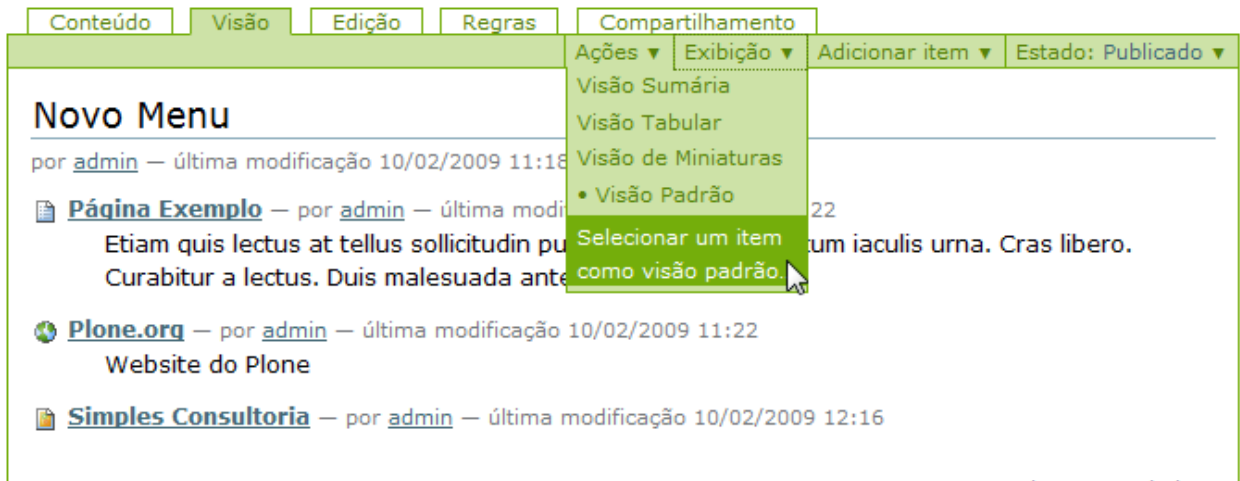 Conteúdo Visão Edição Regras Compartilhamento
Ações ▼ Exibição ▼ Adicionar item ▼ Estado: Publicado ▼
Visão Sumária
Novo Menu
Visão Tabular
por admin — última modificação 10/02/2009 11:18
Visão de Miniaturas
• Visão Padrão
Página Exemplo — por admin — última modi 22
Selecionar um item
Etiam quis lectus at tellus sollicitudin pu tum iaculis urna. Cras libero.
como visão padrão.
Curabitur a lectus. Duis malesuada ante
Plone.org — por admin — última modificação 10/02/2009 11:22
Website do Plone
Simples Consultoria — por admin — última modificação 10/02/2009 12:16